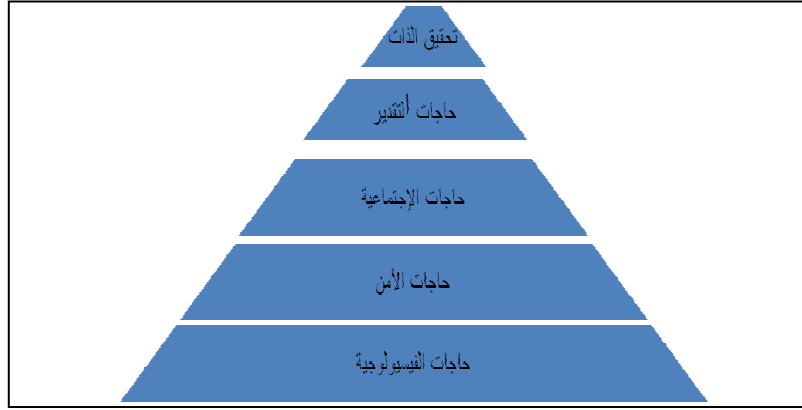 تحقيق الذات
حاجات التقدير
حاجات الإجتماعية
حاجات الأمن
حاجات الفيسيولوجية